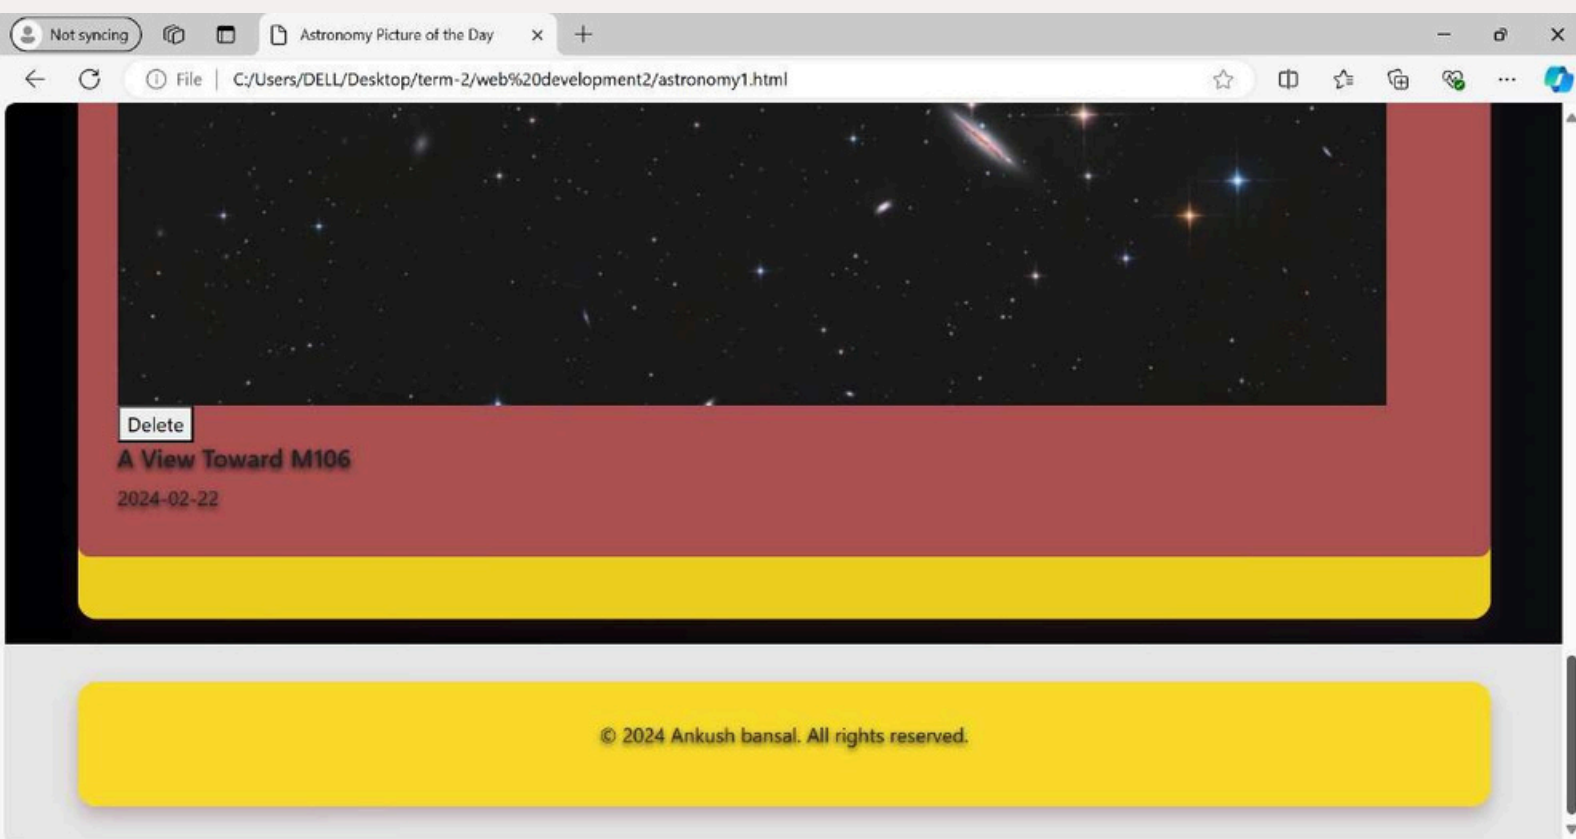 Not syncing
Astronomy Picture of the Day
File
C:/Users/DELL/Desktop/term-2/web%20development2/astronomy1.html
Delete
A View Toward M106
2024-02-22
© 2024 Ankush bansal. All rights reserved.